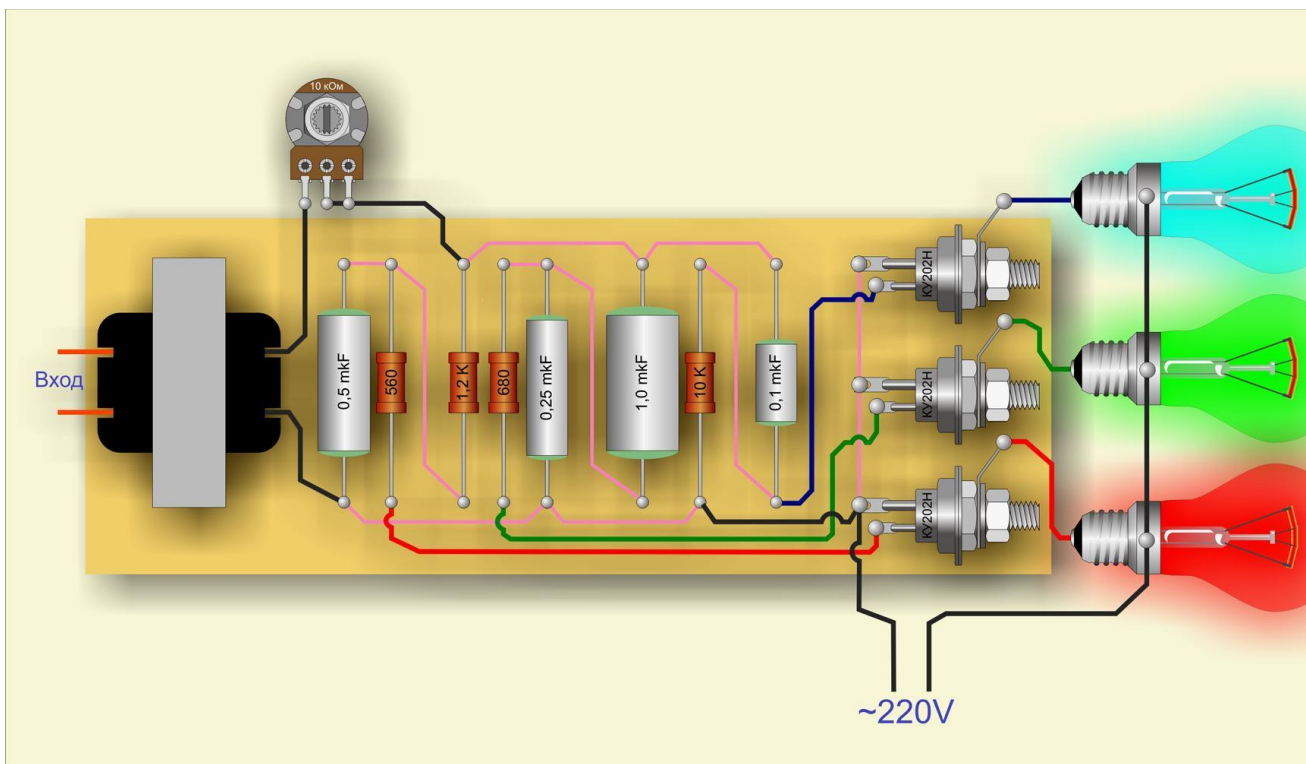 10 кОм
Вход
0,5 mkF
560
1,2 K
680
0,25 mkF
1,0 mkF
10 K
0,1 mkF
КУ202Н
КУ202Н
КУ202Н
~220V